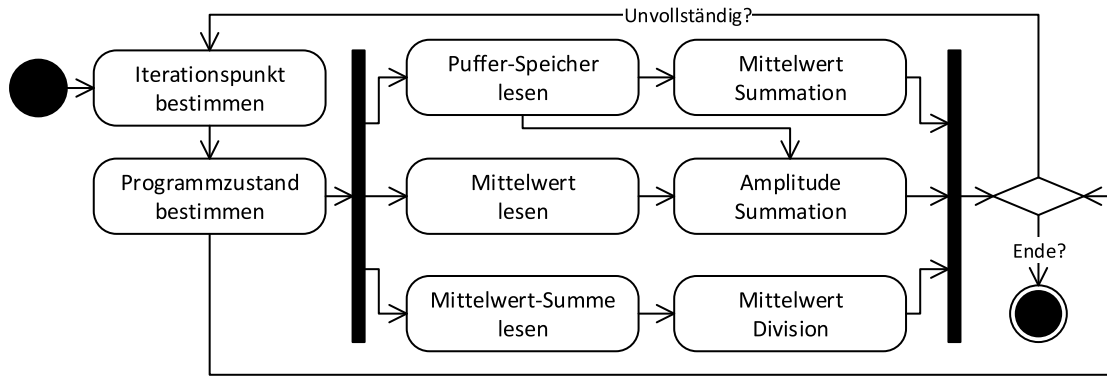 Unvollständig?
Iterationspunkt
bestimmen
Puffer-Speicher
lesen
Mittelwert
Summation
Programmzustand
bestimmen
Mittelwert
lesen
Amplitude
Summation
Ende?
Mittelwert-Summe
lesen
Mittelwert
Division